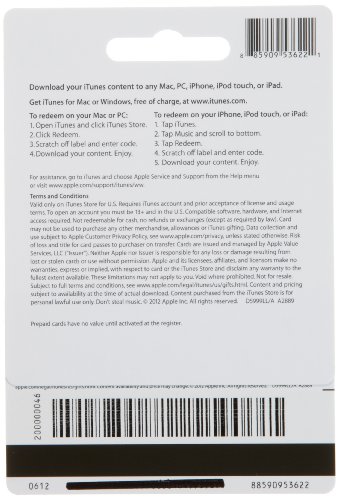 8 85909 53622 1
Download your iTunes content to any Mac, PC, iPhone, iPod touch, or iPad.
Get iTunes for Mac or Windows, free of charge, at www.itunes.com.
To redeem on your Mac or PC:
1. Open iTunes and click iTunes Store.
2. Click Redeem.
3. Scratch off label and enter code.
4. Download your content. Enjoy.
To redeem on your iPhone, iPod touch, or iPad:
1. Tap iTunes.
2. Tap Music and scroll to bottom.
3. Tap Redeem.
4. Scratch off label and enter code.
5. Download your content. Enjoy.
For assistance, go to iTunes and choose Apple Service and Support from the Help menu
or visit www.apple.com/support/itunes/ww.
Terms and Conditions
Valid only on iTunes Store for U.S. Requires iTunes account and prior acceptance of license and usage
terms. To open an account you must be 13+ and in the U.S. Compatible software, hardware, and Internet
access required. Not redeemable for cash, no refunds or exchanges (except as required by law). Card
may not be used to purchase any other merchandise, allowances or iTunes gifting. Data collection and
use subject to Apple Customer Privacy Policy, see www.apple.com/privacy, unless stated otherwise. Risk
of loss and title for card passes to purchaser on transfer. Cards are issued and managed by Apple Value
Services, LLC ("Issuer"). Neither Apple nor Issuer is responsible for any loss or damage resulting from
lost or stolen cards or use without permission. Apple and its licensees, affiliates, and licensors make no
warranties, express or implied, with respect to card or the iTunes Store and disclaim any warranty to the
fullest extent available. These limitations may not apply to you. Void where prohibited. Not for resale.
Subject to full terms and conditions, see www.apple.com/legal/itunes/us/gifts.html. Content and pricing
subject to availability at the time of actual download. Content purchased from the iTunes Store is for
personal lawful use only. Don't steal music. © 2012 Apple Inc. All rights reserved. D5999LL/A A2889
Prepaid cards have no value until activated at the register.
20000046
0612
88590953622